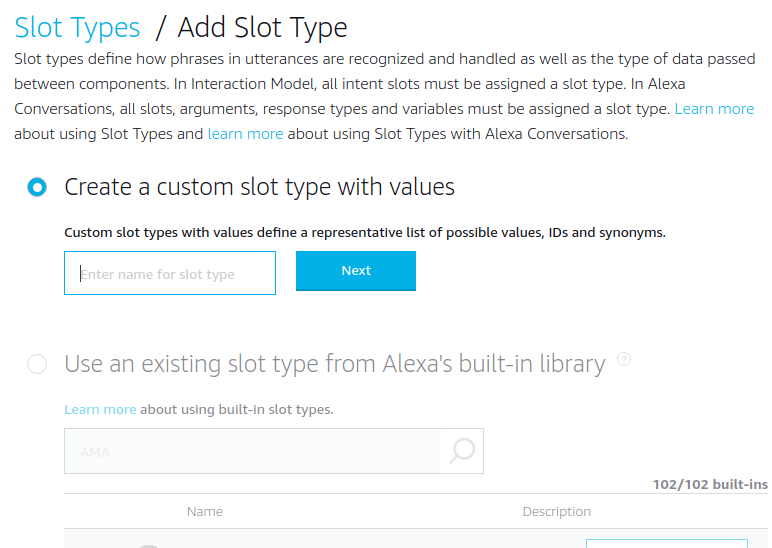 Slot Types / Add Slot Type
Slot types define how phrases in utterances are recognized and handled as well as the type of data passed
between components. In Interaction Model, all intent slots must be assigned a slot type. In Alexa
Conversations, all slots, arguments, response types and variables must be assigned a slot type. Learn more
about using Slot Types and learn more about using Slot Types with Alexa Conversations.
Create a custom slot type with values
Custom slot types with values define a representative list of possible values, IDs and synonyms.
Enter name for slot type
Next
Use an existing slot type from Alexa's built-in library ?
Learn more about using built-in slot types.
AMA
102/102 built-ins
Name Description